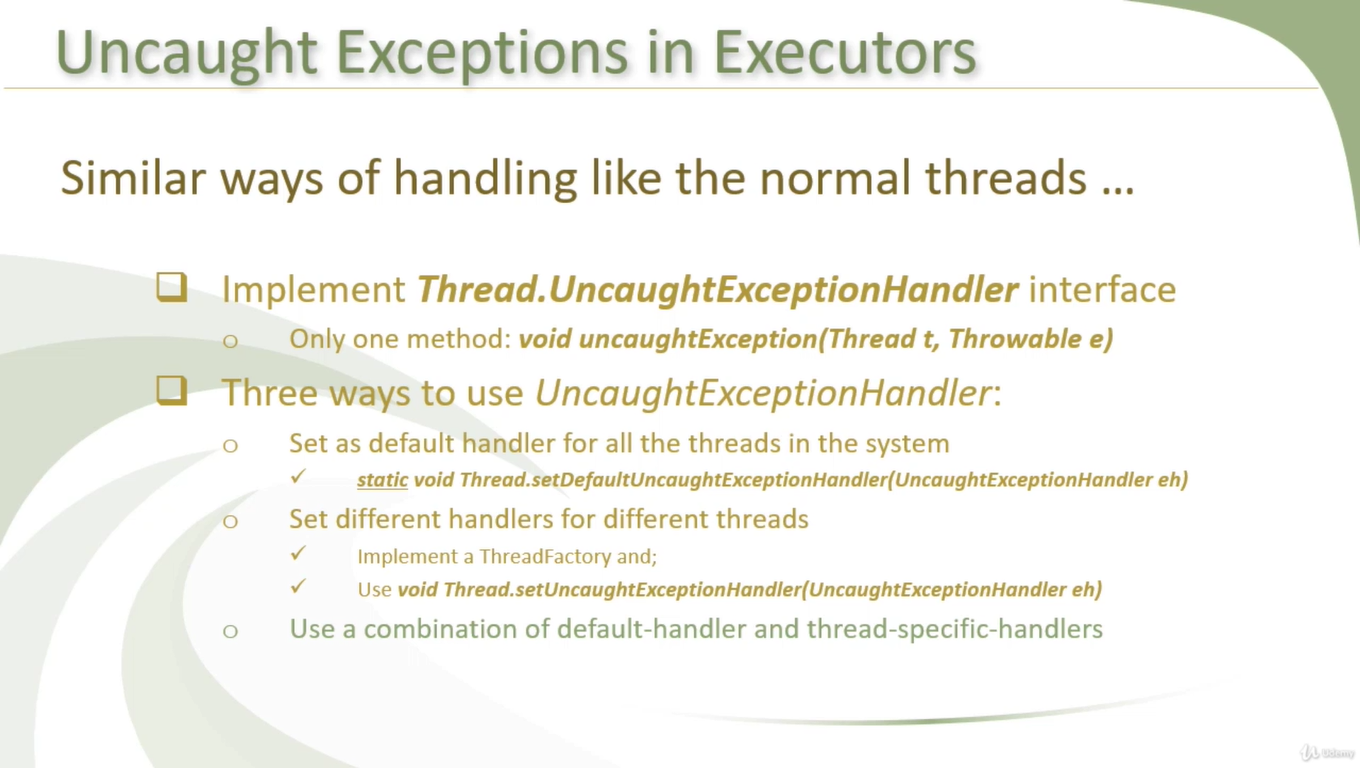 Uncaught Exceptions in Executors
Similar ways of handling like the normal threads ...
Implement Thread.UncaughtExceptionHandler interface
Only one method: void uncaughtException(Thread t, Throwable e)
Three ways to use UncaughtExceptionHandler:
Set as default handler for all the threads in the system
static void Thread.setDefaultUncaughtExceptionHandler(UncaughtExceptionHandler eh)
Set different handlers for different threads
Implement a ThreadFactory and;
Use void Thread.setUncaughtExceptionHandler(UncaughtExceptionHandler eh)
Use a combination of default-handler and thread-specific-handlers
Udemy